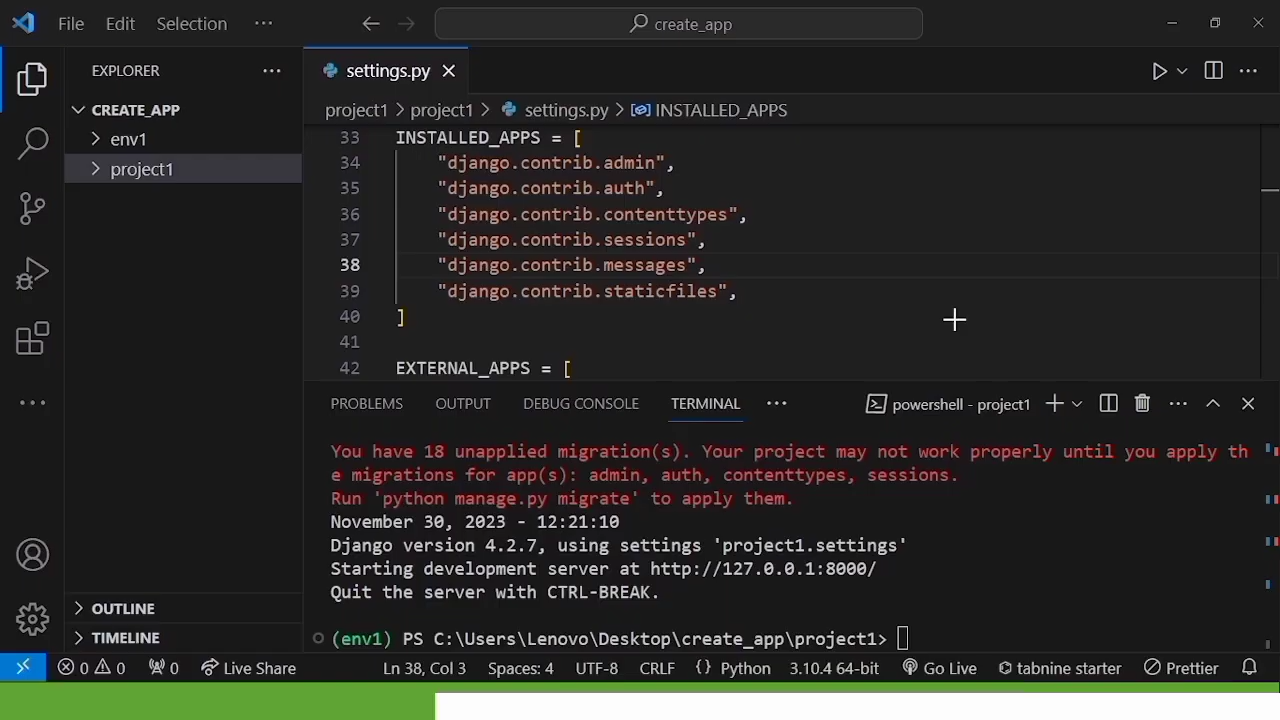 File Edit Selection ··· create_app
EXPLORER ···
CREATE_APP
env1
project1
OUTLINE
TIMELINE
settings.py
project1 > project1 > settings.py > INSTALLED_APPS
33 INSTALLED_APPS = [
34 "django.contrib.admin",
35 "django.contrib.auth",
36 "django.contrib.contenttypes",
37 "django.contrib.sessions",
38 "django.contrib.messages",
39 "django.contrib.staticfiles",
40 ]
41
42 EXTERNAL_APPS = [
PROBLEMS OUTPUT DEBUG CONSOLE TERMINAL ··· powershell - project1
You have 18 unapplied migration(s). Your project may not work properly until you apply th
e migrations for app(s): admin, auth, contenttypes, sessions.
Run 'python manage.py migrate' to apply them.
November 30, 2023 - 12:21:10
Django version 4.2.7, using settings 'project1.settings'
Starting development server at http://127.0.0.1:8000/
Quit the server with CTRL-BREAK.
(env1) PS C:\Users\Lenovo\Desktop\create_app\project1>
0 0 0 Live Share Ln 38, Col 3 Spaces: 4 UTF-8 CRLF {} Python 3.10.4 64-bit Go Live tabnine starter Prettier